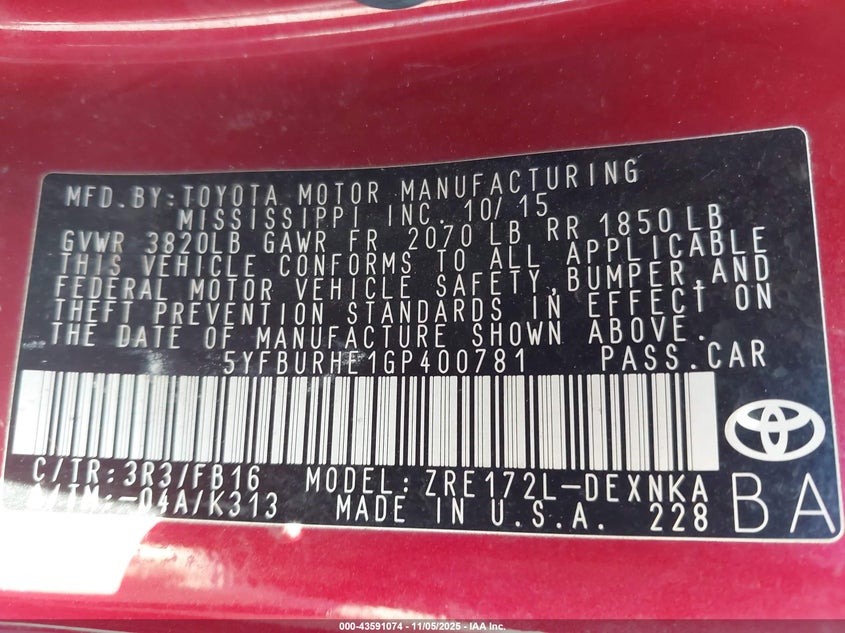 MFD.BY:TOYOTA MOTOR MANUFACTURING
MISSISSIPPI INC. 10/15
GVWR 3820LB GAWR FR 2070 LB RR 1850 LB
THIS VEHICLE CONFORMS TO ALL APPLICABLE
FEDERAL MOTOR VEHICLE SAFETY,BUMPER,AND
THEFT PREVENTION STANDARDS IN EFFECT ON
THE DATE OF MANUFACTURE SHOWN ABOVE.
5YFBURHE1GP400781 PASS.CAR
C/TR:3R3/FB16 MODEL:ZRE172L-DEXNKA
A/TM:-04A/K313 MADE IN U.S.A. 228
BA
000-43591074 | 11/05/2025 | IAA Inc.